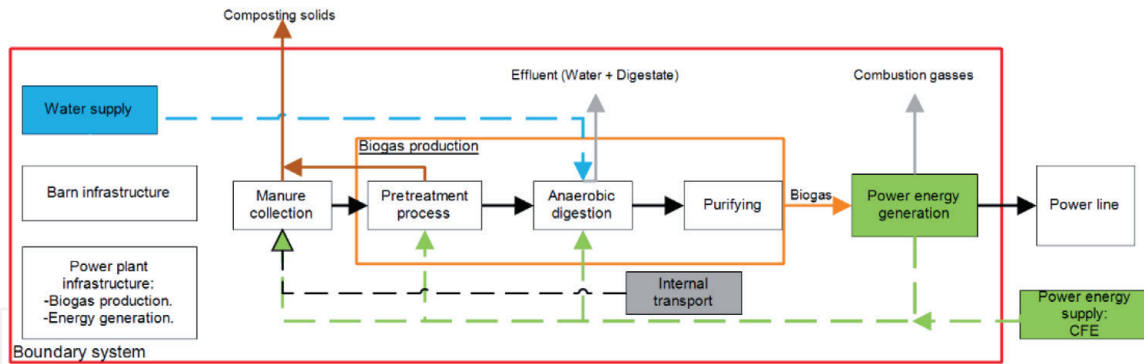 Composting solids
Effluent (Water + Digestate)
Combustion gasses
Water supply
Biogas production
Barn infrastructure
Manure
collection
Pretreatment
process
Anaerobic
digestion
Purifying
Biogas
Power energy
generation
Power line
Power plant
infrastructure:
-Biogas production.
-Energy generation.
Internal
transport
Power energy
supply:
CFE
Boundary system